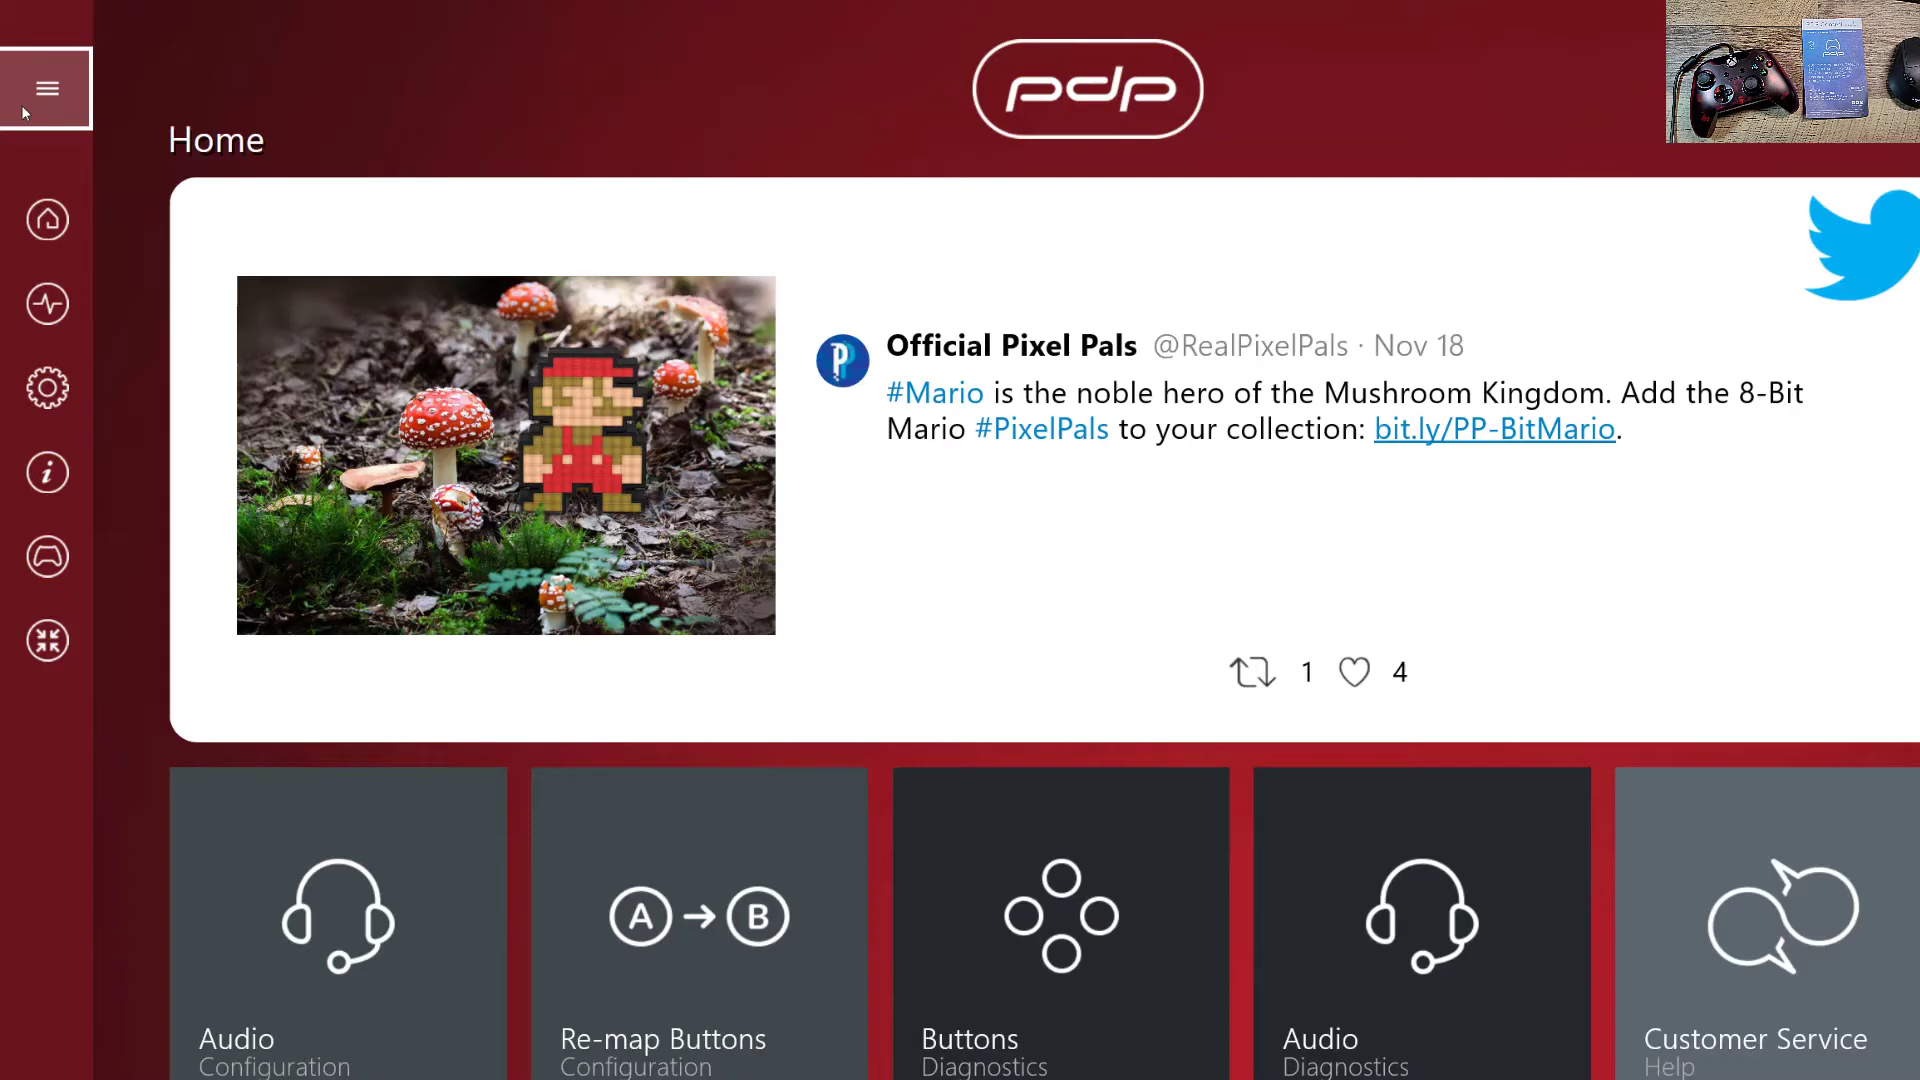 pdp
Home
Official Pixel Pals @RealPixelPals · Nov 18
#Mario is the noble hero of the Mushroom Kingdom. Add the 8-Bit
Mario #PixelPals to your collection: bit.ly/PP-BitMario.
1 4
A B
Audio
Configuration
Re-map Buttons
Configuration
Buttons
Diagnostics
Audio
Diagnostics
Customer Service
Help